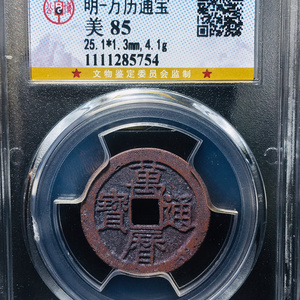 明-万历通宝
美 85
25.1*1.3mm,4.1g
1111285754
★ 文物鉴定委员会监制 ★
萬曆通寶